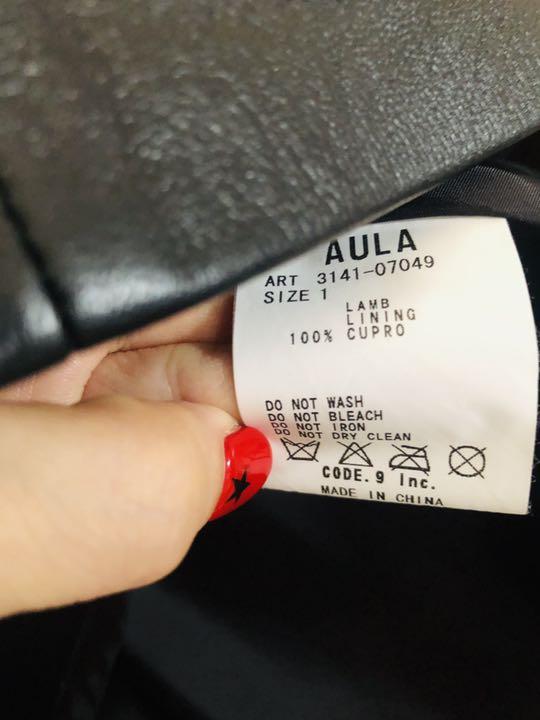 AULA
ART 3141-07049
SIZE 1
LAMB
LINING
100% CUPRO
DO NOT WASH
DO NOT BLEACH
DO NOT IRON
DO NOT DRY CLEAN
CODE.9 Inc.
MADE IN CHINA